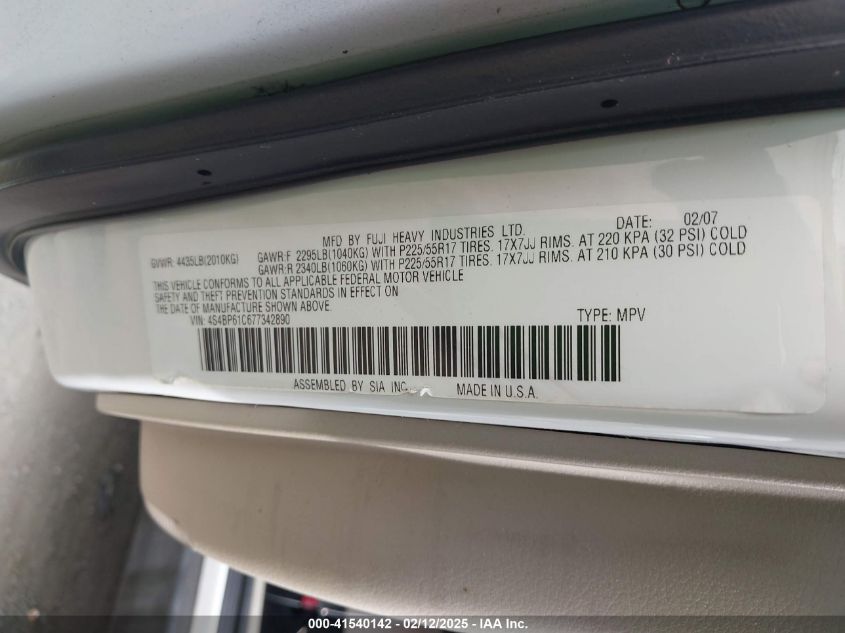 MFD BY FUJI HEAVY INDUSTRIES LTD. DATE: 02/07
GVWR: 4435LB(2010KG) GAWR:F 2295LB(1040KG) WITH P225/55R17 TIRES. 17X7JJ RIMS. AT 220 KPA (32 PSI) COLD
GAWR:R 2340LB(1060KG) WITH P225/55R17 TIRES. 17X7JJ RIMS. AT 210 KPA (30 PSI) COLD
THIS VEHICLE CONFORMS TO ALL APPLICABLE FEDERAL MOTOR VEHICLE
SAFETY AND THEFT PREVENTION STANDARDS IN EFFECT ON
THE DATE OF MANUFACTURE SHOWN ABOVE.
VIN: 4S4BP61C677342890 TYPE: MPV
ASSEMBLED BY SIA INC. MADE IN U.S.A.
000-41540142 - 02/12/2025 - IAA Inc.